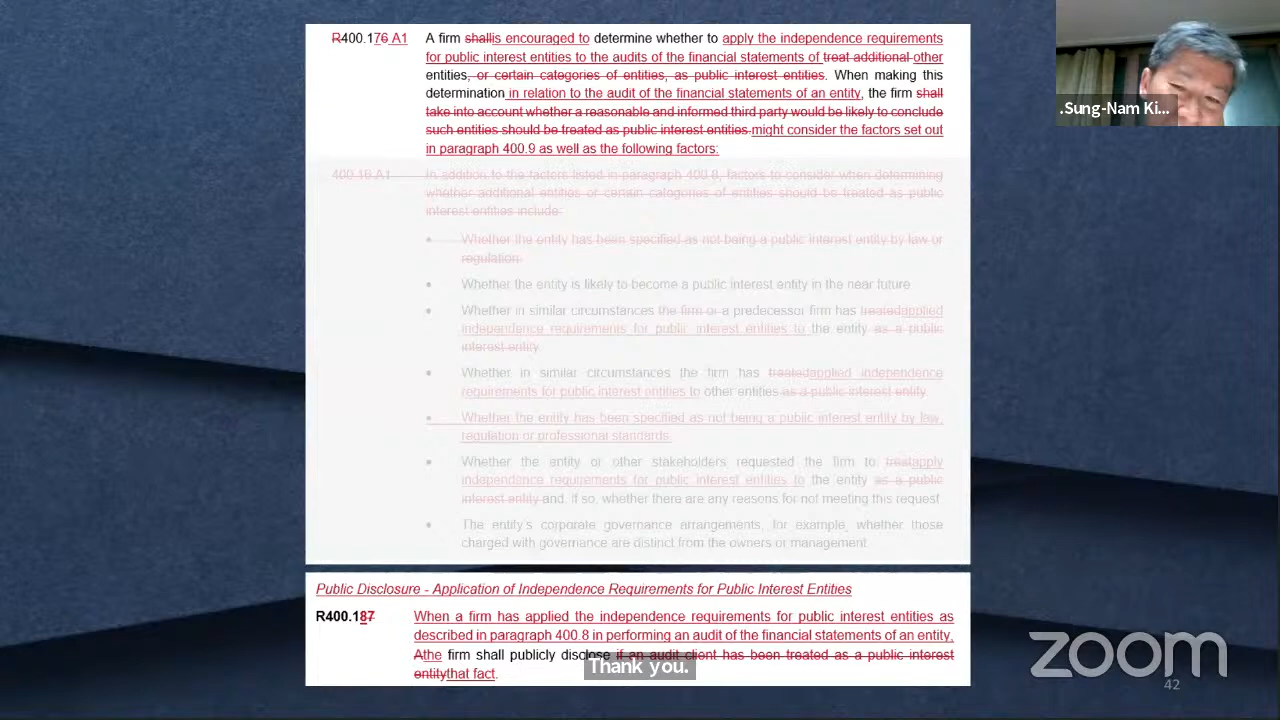 R400.176 A1 A firm shallis encouraged to determine whether to apply the independence requirements
for public interest entities to the audits of the financial statements of treat additional other
entities, or certain categories of entities, as public interest entities. When making this
determination in relation to the audit of the financial statements of an entity, the firm shall
take into account whether a reasonable and informed third party would be likely to conclude
such entities should be treated as public interest entities might consider the factors set out
in paragraph 400.9 as well as the following factors:
400.16 A1 In addition to the factors listed in paragraph 400.8, factors to consider when determining
whether additional entities or certain categories of entities should be treated as public
interest entities include:
• Whether the entity has been specified as not being a public interest entity by law or
regulation.
• Whether the entity is likely to become a public interest entity in the near future
• Whether in similar circumstances the firm or a predecessor firm has treatedapplied
independence requirements for public interest entities to the entity as a public
interest entity
• Whether in similar circumstances the firm has treatedapplied independence
requirements for public interest entities to other entities as a public interest entity
• Whether the entity has been specified as not being a public interest entity by law,
regulation or professional standards.
• Whether the entity or other stakeholders requested the firm to treatapply
independence requirements for public interest entities to the entity as a public
interest entity and, if so, whether there are any reasons for not meeting this request
• The entity's corporate governance arrangements, for example, whether those
charged with governance are distinct from the owners or management
Public Disclosure - Application of Independence Requirements for Public Interest Entities
R400.187 When a firm has applied the independence requirements for public interest entities as
described in paragraph 400.8 in performing an audit of the financial statements of an entity,
Athe firm shall publicly disclose if an audit client has been treated as a public interest
entitythat fact.
Thank you.
.Sung-Nam Ki...
zoom
42